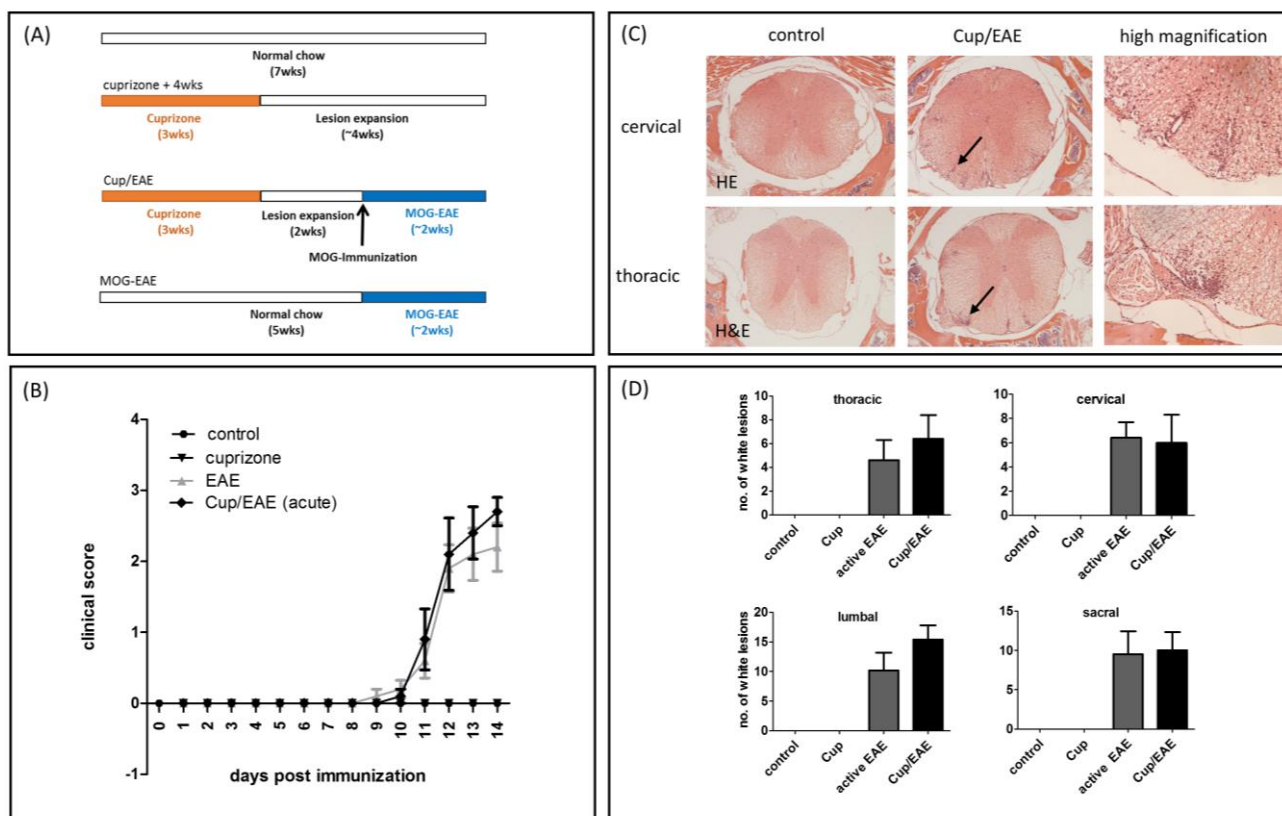 (A)
Normal chow
(7wks)
cuprizone + 4wks
Cuprizone
(3wks)
Lesion expansion
(~4wks)
Cup/EAE
Cuprizone
(3wks)
Lesion expansion
(2wks)
MOG-EAE
(~2wks)
MOG-Immunization
MOG-EAE
Normal chow
(5wks)
MOG-EAE
(~2wks)
(B)
control
cuprizone
EAE
Cup/EAE (acute)
clinical score
4
3
2
1
0
-1
0 1 2 3 4 5 6 7 8 9 10 11 12 13 14
days post immunization
(C)
control Cup/EAE high magnification
cervical
HE
thoracic
H&E
(D)
thoracic
no. of white lesions
10
8
6
4
2
0
control Cup active EAE Cup/EAE
cervical
10
8
6
4
2
0
control Cup active EAE Cup/EAE
lumbal
no. of white lesions
20
15
10
5
0
control Cup active EAE Cup/EAE
sacral
15
10
5
0
control Cup active EAE Cup/EAE